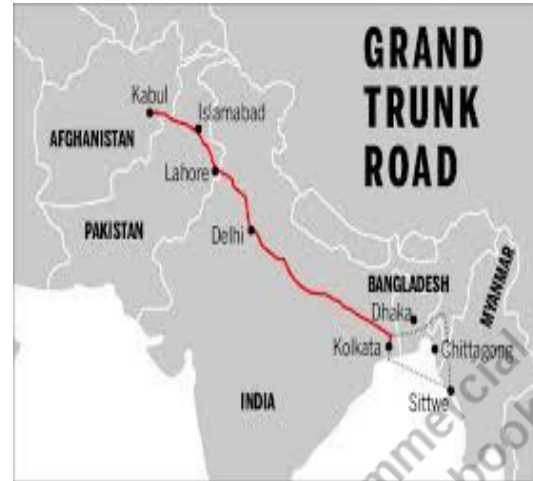 GRAND
TRUNK
ROAD
Kabul
Islamabad
AFGHANISTAN
Lahore
PAKISTAN
Delhi
BANGLADESH
MYANMAR
Dhaka
Kolkata
Chittagong
INDIA
Sittwe